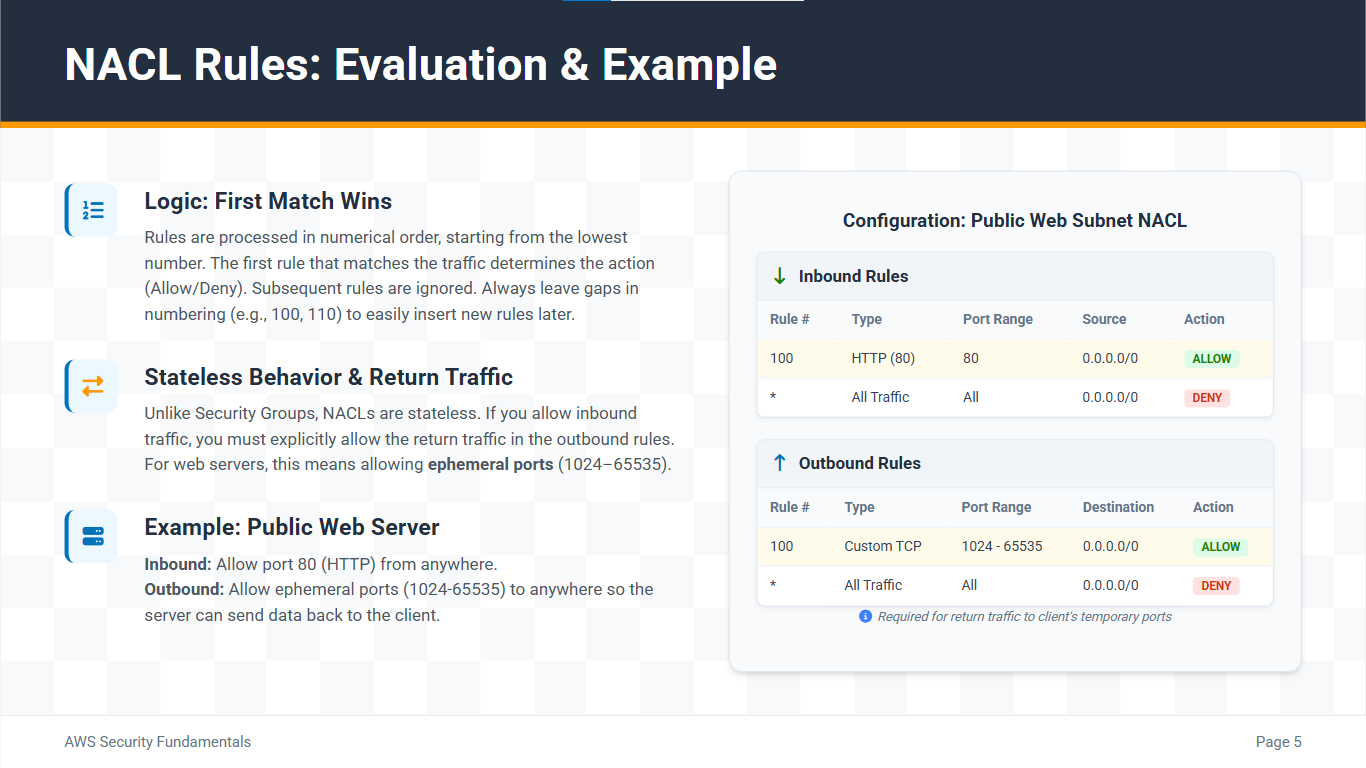 NACL Rules: Evaluation & Example
Logic: First Match Wins
Rules are processed in numerical order, starting from the lowest
number. The first rule that matches the traffic determines the action
(Allow/Deny). Subsequent rules are ignored. Always leave gaps in
numbering (e.g., 100, 110) to easily insert new rules later.
Stateless Behavior & Return Traffic
Unlike Security Groups, NACLs are stateless. If you allow inbound
traffic, you must explicitly allow the return traffic in the outbound rules.
For web servers, this means allowing ephemeral ports (1024–65535).
Example: Public Web Server
Inbound: Allow port 80 (HTTP) from anywhere.
Outbound: Allow ephemeral ports (1024-65535) to anywhere so the
server can send data back to the client.
Configuration: Public Web Subnet NACL
Inbound Rules
Rule # Type Port Range Source Action
100 HTTP (80) 80 0.0.0.0/0 ALLOW
* All Traffic All 0.0.0.0/0 DENY
Outbound Rules
Rule # Type Port Range Destination Action
100 Custom TCP 1024 - 65535 0.0.0.0/0 ALLOW
* All Traffic All 0.0.0.0/0 DENY
Required for return traffic to client's temporary ports
AWS Security Fundamentals
Page 5